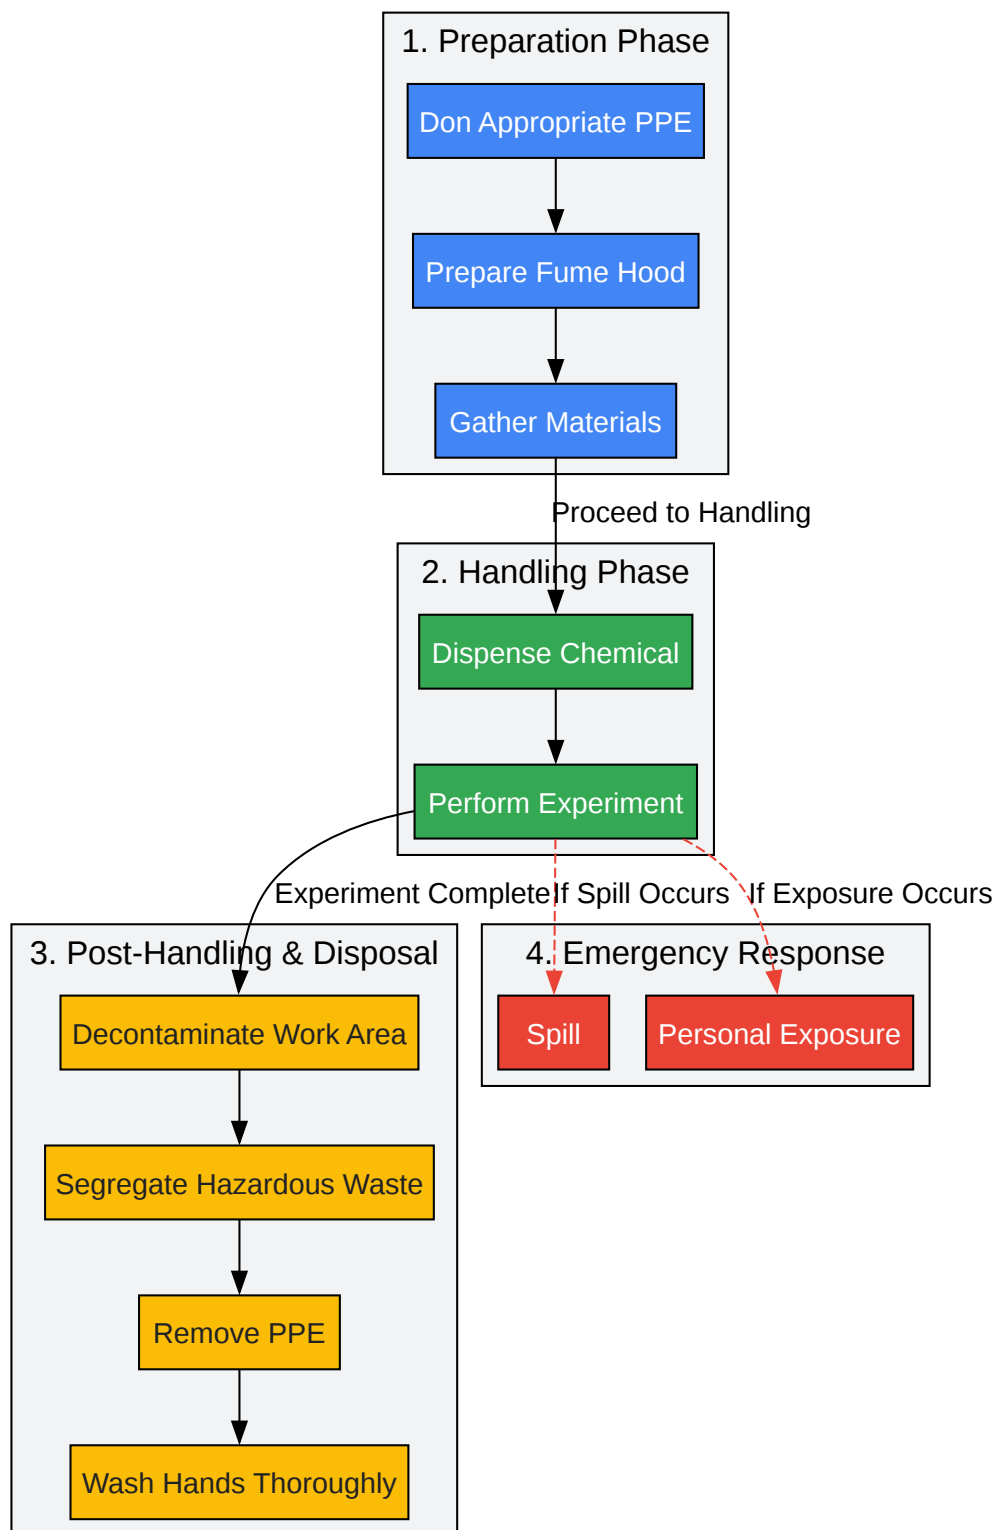 1. Preparation Phase
Don Appropriate PPE
Prepare Fume Hood
Gather Materials
Proceed to Handling
2. Handling Phase
Dispense Chemical
Perform Experiment
Experiment Complete
If Spill Occurs
If Exposure Occurs
3. Post-Handling & Disposal
Decontaminate Work Area
Segregate Hazardous Waste
Remove PPE
Wash Hands Thoroughly
4. Emergency Response
Spill
Personal Exposure